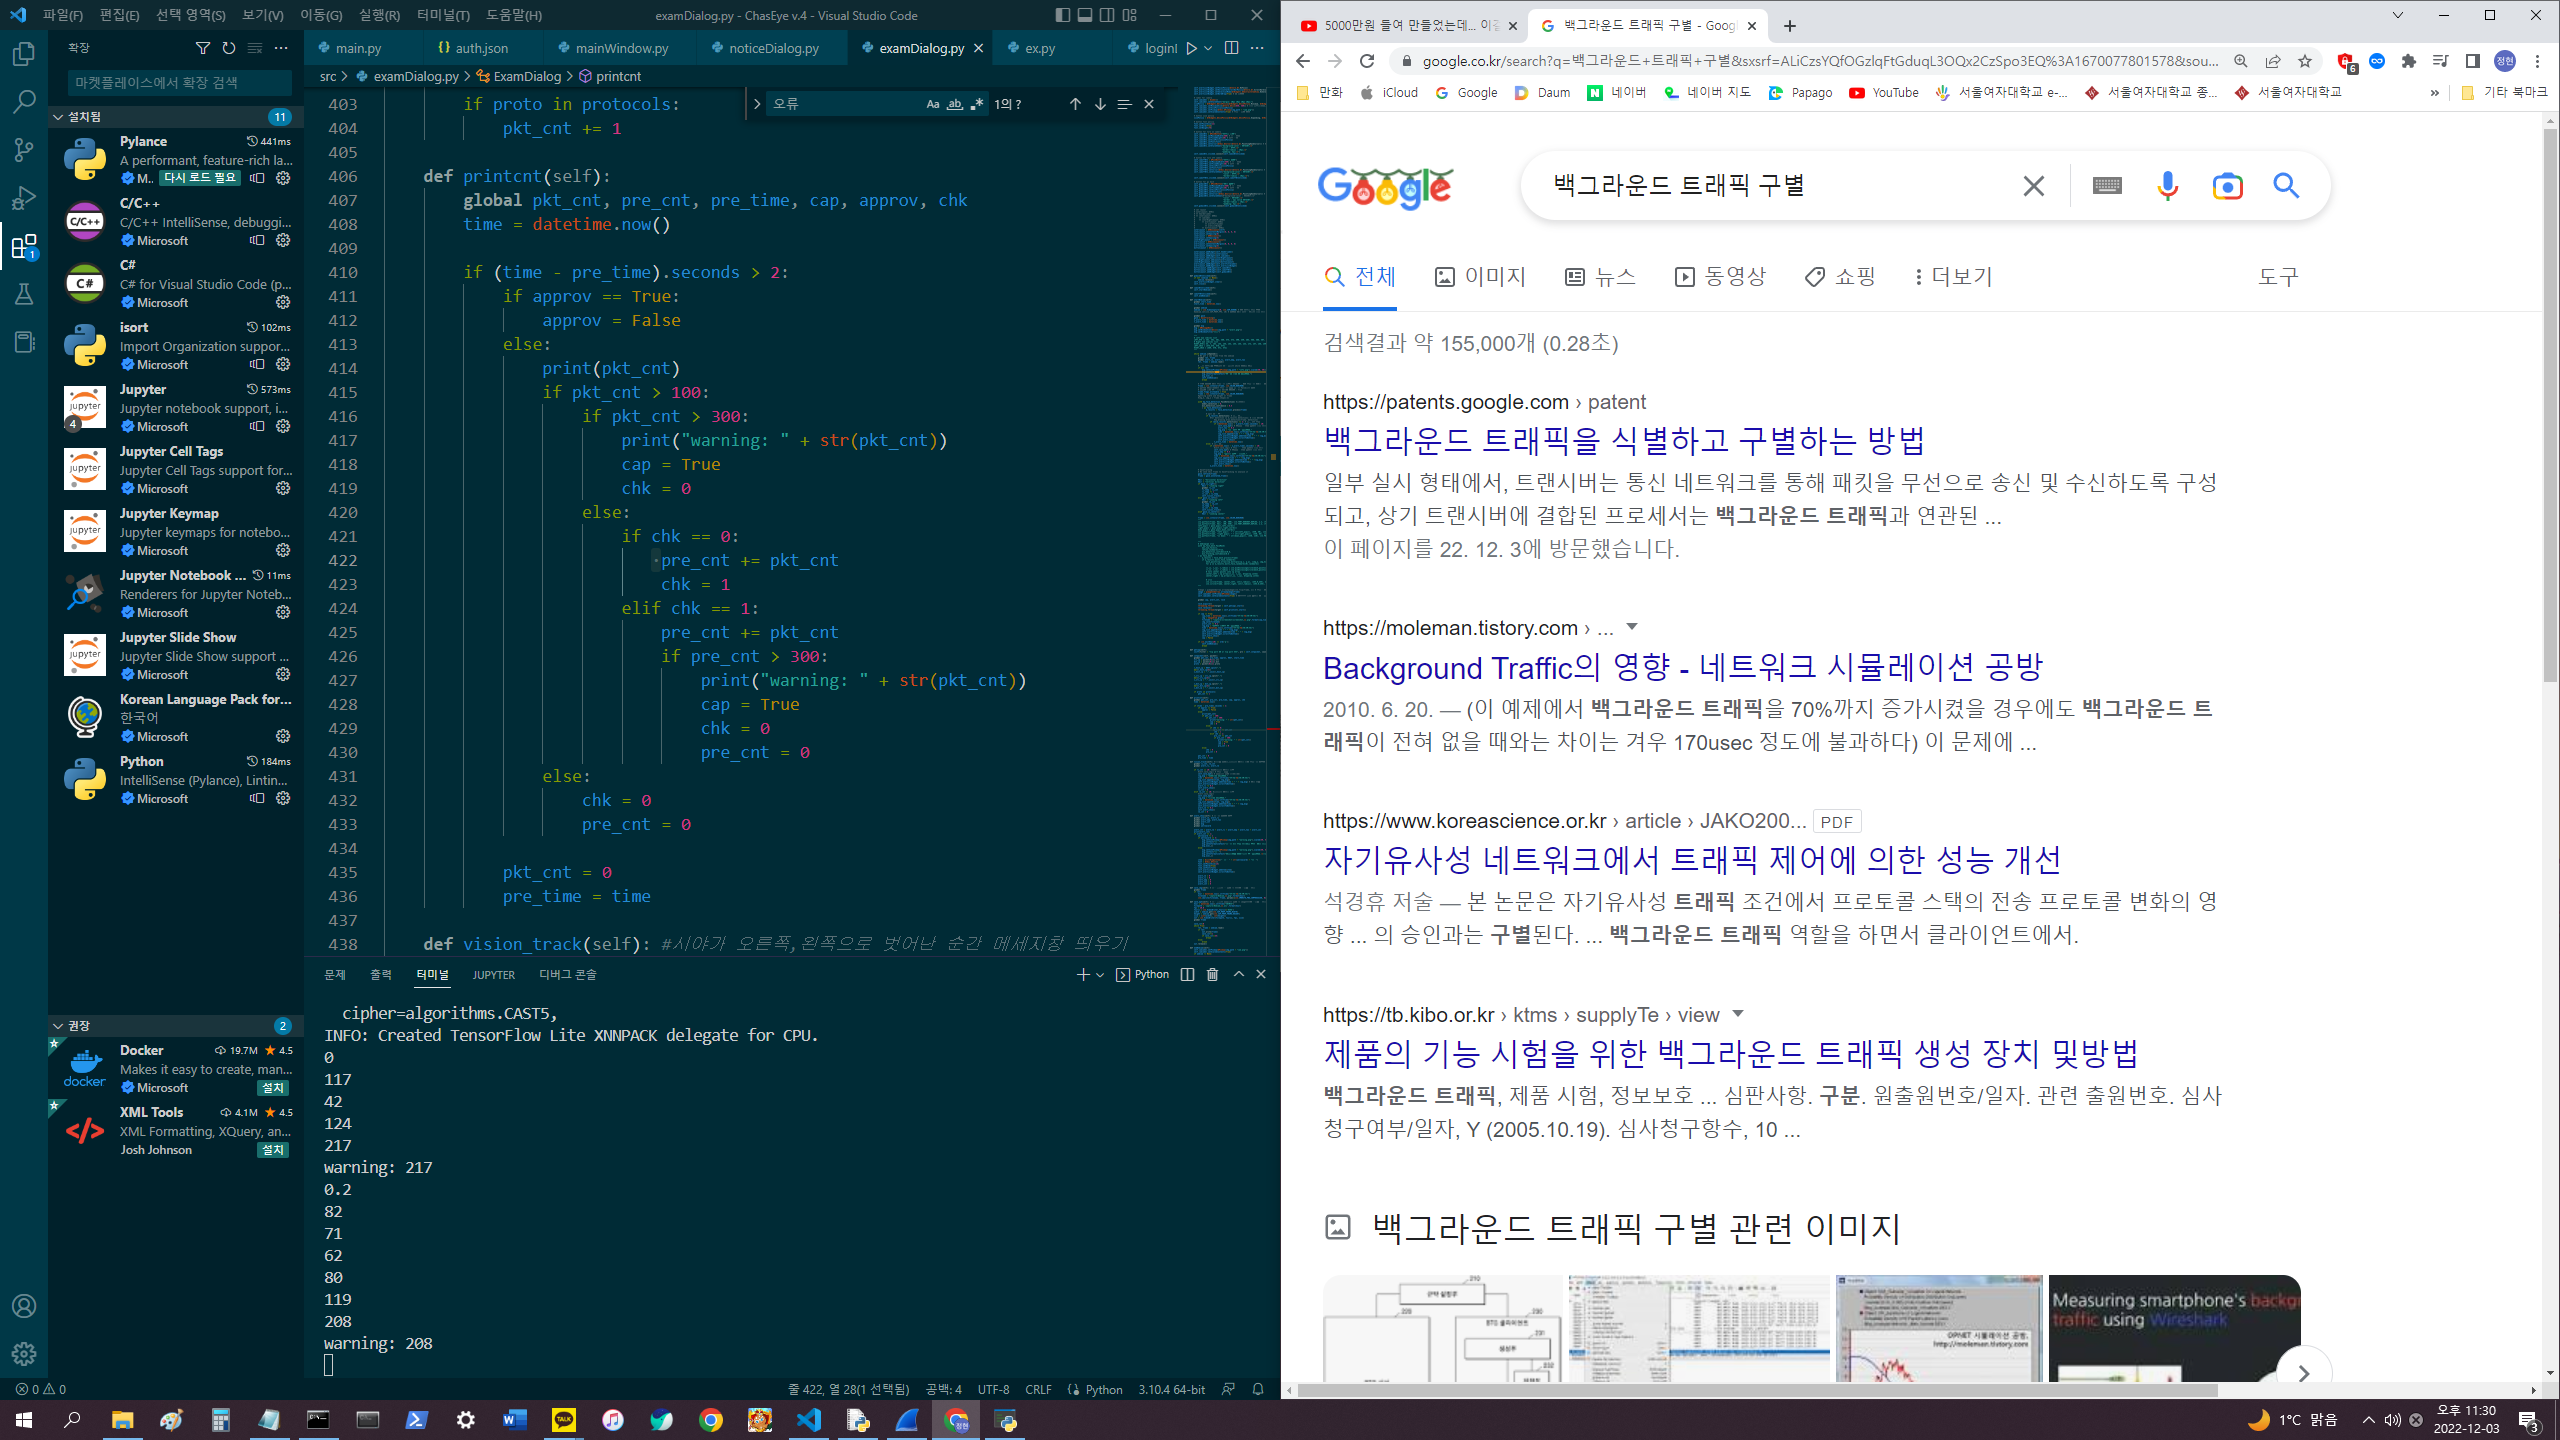 파일(F) 편집(E) 선택 영역(S) 보기(V) 이동(G) 실행(R) 터미널(T) 도움말(H)
examDialog.py - ChasEye v.4 - Visual Studio Code
확장
마켓플레이스에서 확장 검색
설치됨 11
Pylance 441ms
A performant, feature-rich la...
M.. 다시 로드 필요
C/C++
C/C++ IntelliSense, debuggi...
Microsoft
C#
C# for Visual Studio Code (p...
Microsoft
isort 102ms
Import Organization suppor...
Microsoft
Jupyter 573ms
Jupyter notebook support, i...
4
Microsoft
Jupyter Cell Tags
Jupyter Cell Tags support for...
Microsoft
Jupyter Keymap
Jupyter keymaps for notebo...
Microsoft
Jupyter Notebook ... 11ms
Renderers for Jupyter Noteb...
Microsoft
Jupyter Slide Show
Jupyter Slide Show support ...
Microsoft
Korean Language Pack for...
한국어
Microsoft
Python 184ms
IntelliSense (Pylance), Lintin...
Microsoft
권장 2
Docker 19.7M 4.5
Makes it easy to create, man...
Microsoft 설치
XML Tools 4.1M 4.5
XML Formatting, XQuery, an...
Josh Johnson 설치
main.py auth.json mainWindow.py noticeDialog.py examDialog.py ex.py loginl
src > examDialog.py > ExamDialog > printcnt
오류 1의 ?
403 if proto in protocols:
404 pkt_cnt += 1
405
406 def printcnt(self):
407 global pkt_cnt, pre_cnt, pre_time, cap, approv, chk
408 time = datetime.now()
409
410 if (time - pre_time).seconds > 2:
411 if approv == True:
412 approv = False
413 else:
414 print(pkt_cnt)
415 if pkt_cnt > 100:
416 if pkt_cnt > 300:
417 print("warning: " + str(pkt_cnt))
418 cap = True
419 chk = 0
420 else:
421 if chk == 0:
422 pre_cnt += pkt_cnt
423 chk = 1
424 elif chk == 1:
425 pre_cnt += pkt_cnt
426 if pre_cnt > 300:
427 print("warning: " + str(pkt_cnt))
428 cap = True
429 chk = 0
430 pre_cnt = 0
431 else:
432 chk = 0
433 pre_cnt = 0
434
435 pkt_cnt = 0
436 pre_time = time
437
438 def vision_track(self): #시야가 오른쪽,왼쪽으로 벗어난 순간 메세지창 띄우기
문제 출력 터미널 JUPYTER 디버그 콘솔
Python
cipher=algorithms.CAST5,
INFO: Created TensorFlow Lite XNNPACK delegate for CPU.
0
117
42
124
217
warning: 217
0.2
82
71
62
80
119
208
warning: 208
0 0
줄 422, 열 28(1 선택됨) 공백: 4 UTF-8 CRLF Python 3.10.4 64-bit
5000만원 들여 만들었는데... 이걸
백그라운드 트래픽 구별 - Goog
google.co.kr/search?q=백그라운드+트래픽+구별&sxsrf=ALiCzsYQfOGzlqFtGduqL3OQx2CzSpo3EQ%3A1670077801578&sou...
6 정현
만화 iCloud Google Daum 네이버 네이버 지도 Papago YouTube 서울여자대학교 e-... 서울여자대학교 종... 서울여자대학교 » 기타 북마크
Google
백그라운드 트래픽 구별
전체 이미지 뉴스 동영상 쇼핑 더보기 도구
검색결과 약 155,000개 (0.28초)
https://patents.google.com › patent
백그라운드 트래픽을 식별하고 구별하는 방법
일부 실시 형태에서, 트랜시버는 통신 네트워크를 통해 패킷을 무선으로 송신 및 수신하도록 구성
되고, 상기 트랜시버에 결합된 프로세서는 백그라운드 트래픽과 연관된 ...
이 페이지를 22. 12. 3에 방문했습니다.
https://moleman.tistory.com › ...
Background Traffic의 영향 - 네트워크 시뮬레이션 공방
2010. 6. 20. — (이 예제에서 백그라운드 트래픽을 70%까지 증가시켰을 경우에도 백그라운드 트
래픽이 전혀 없을 때와는 차이는 겨우 170usec 정도에 불과하다) 이 문제에 ...
https://www.koreascience.or.kr › article › JAKO200... PDF
자기유사성 네트워크에서 트래픽 제어에 의한 성능 개선
석경휴 저술 — 본 논문은 자기유사성 트래픽 조건에서 프로토콜 스택의 전송 프로토콜 변화의 영
향 ... 의 승인과는 구별된다. ... 백그라운드 트래픽 역할을 하면서 클라이언트에서.
https://tb.kibo.or.kr › ktms › supplyTe › view
제품의 기능 시험을 위한 백그라운드 트래픽 생성 장치 및방법
백그라운드 트래픽, 제품 시험, 정보보호 ... 심판사항. 구분. 원출원번호/일자. 관련 출원번호. 심사
청구여부/일자, Y (2005.10.19). 심사청구항수, 10 ...
백그라운드 트래픽 구별 관련 이미지
OPNET 시뮬레이션 공방,
http://moleman.tistory.com
Measuring smartphone's backgr
traffic using Wireshark
1°C 맑음
오후 11:30
2022-12-03
3